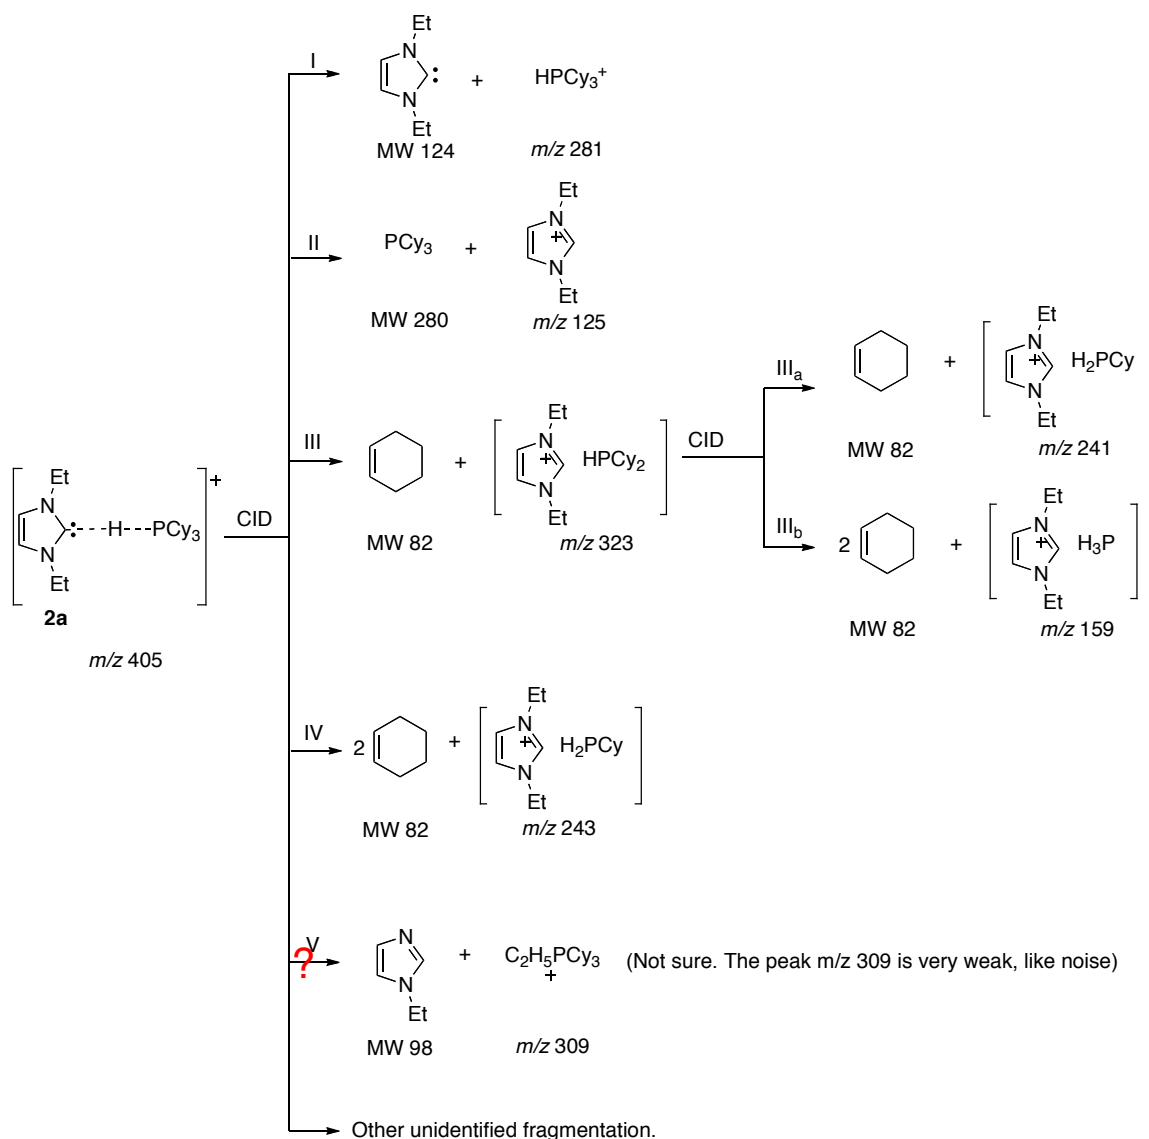 I
Et
N
N
Et
MW 124
+
HPCy3+
m/z 281
II
PCy3
MW 280
+
Et
N
+
N
Et
m/z 125
III
MW 82
+
Et
N
+
N
Et
HPCy2
m/z 323
CID
IIIa
MW 82
+
Et
N
+
N
Et
H2PCy
m/z 241
IIIb
2
MW 82
+
Et
N
+
N
Et
H3P
m/z 159
Et
N
N
Et
H
PCy3
+
2a
m/z 405
CID
IV
2
MW 82
+
Et
N
+
N
Et
H2PCy
m/z 243
V
?
N
N
Et
MW 98
+
C2H5PCy3
+
m/z 309
(Not sure. The peak m/z 309 is very weak, like noise)
Other unidentified fragmentation.